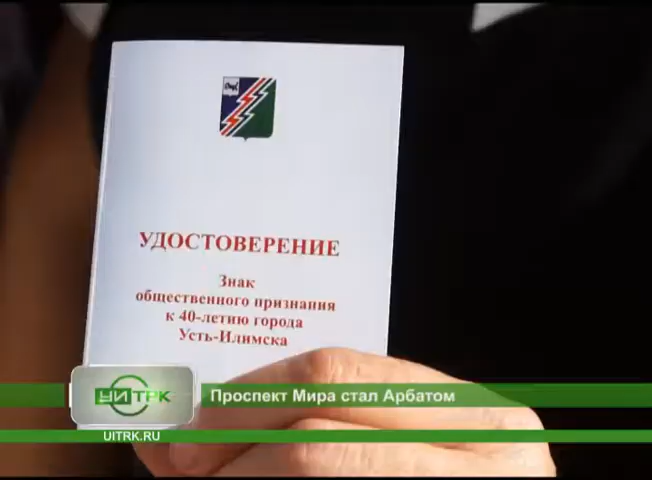 УДОСТОВЕРЕНИЕ
Знак
общественного признания
к 40-летию города
Усть-Илимска
УИТРК
Проспект Мира стал Арбатом
UITRK.RU